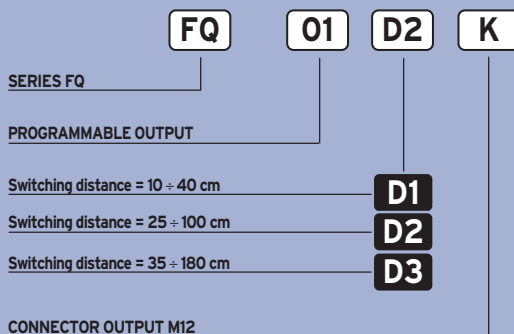 FQ 01 D2 K
SERIES FQ
PROGRAMMABLE OUTPUT
Switching distance = 10 ÷ 40 cm D1
Switching distance = 25 ÷ 100 cm D2
Switching distance = 35 ÷ 180 cm D3
CONNECTOR OUTPUT M12